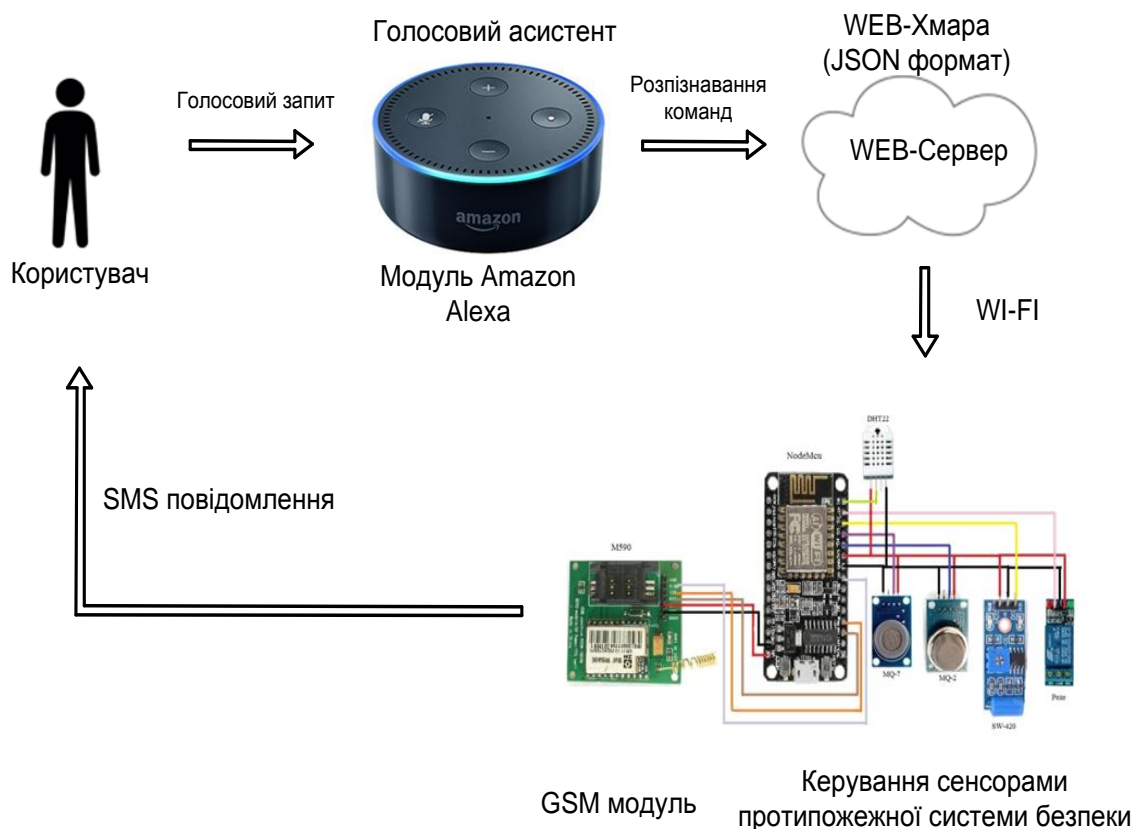 Голосовий асистент
WEB-Хмара
(JSON формат)
Голосовий запит
Розпізнавання
команд
WEB-Сервер
amazon
Користувач
Модуль Amazon
Alexa
WI-FI
DHT22
NodeMcu
SMS повідомлення
M590
MQ-7
MQ-2
SW-420
Реле
GSM модуль
Керування сенсорами
протипожежної системи безпеки